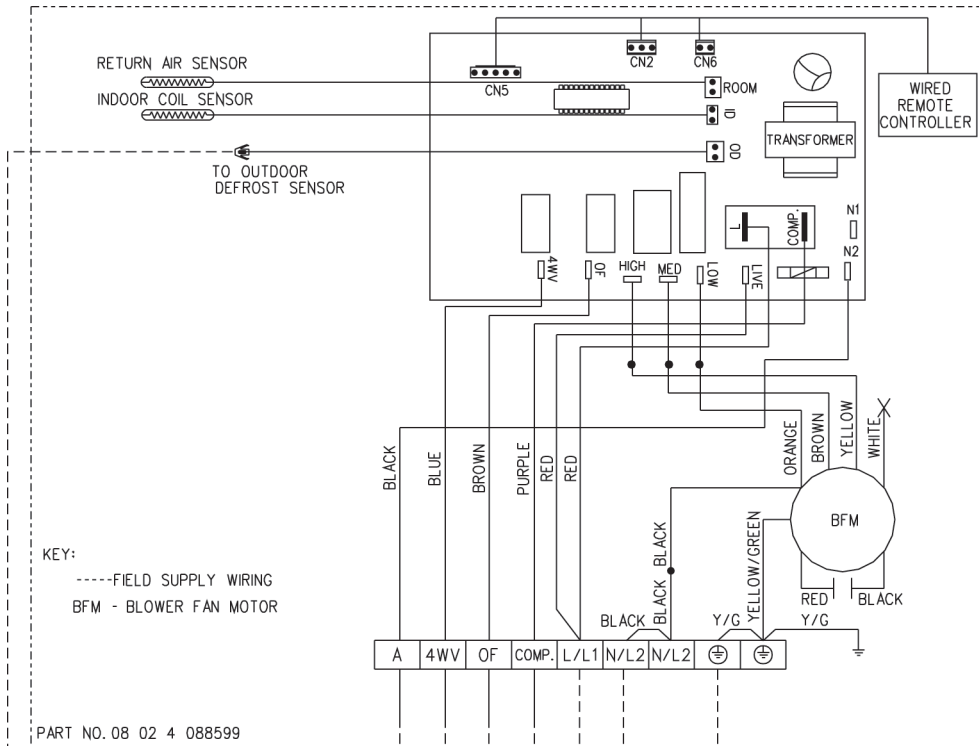 RETURN AIR SENSOR
INDOOR COIL SENSOR
TO OUTDOOR
DEFROST SENSOR
CN5
CN2
CN6
ROOM
ID
OD
TRANSFORMER
WIRED
REMOTE
CONTROLLER
4WV
OF
HIGH
MED
LOW
LIVE
L
COMP.
N1
N2
BLACK
BLUE
BROWN
PURPLE
RED
RED
BLACK
BLACK
YELLOW/GREEN
ORANGE
BROWN
YELLOW
WHITE
BFM
RED
BLACK
KEY:
-----FIELD SUPPLY WIRING
BFM - BLOWER FAN MOTOR
BLACK
Y/G
Y/G
A
4WV
OF
COMP.
L/L1
N/L2
N/L2
PART NO. 08 02 4 088599